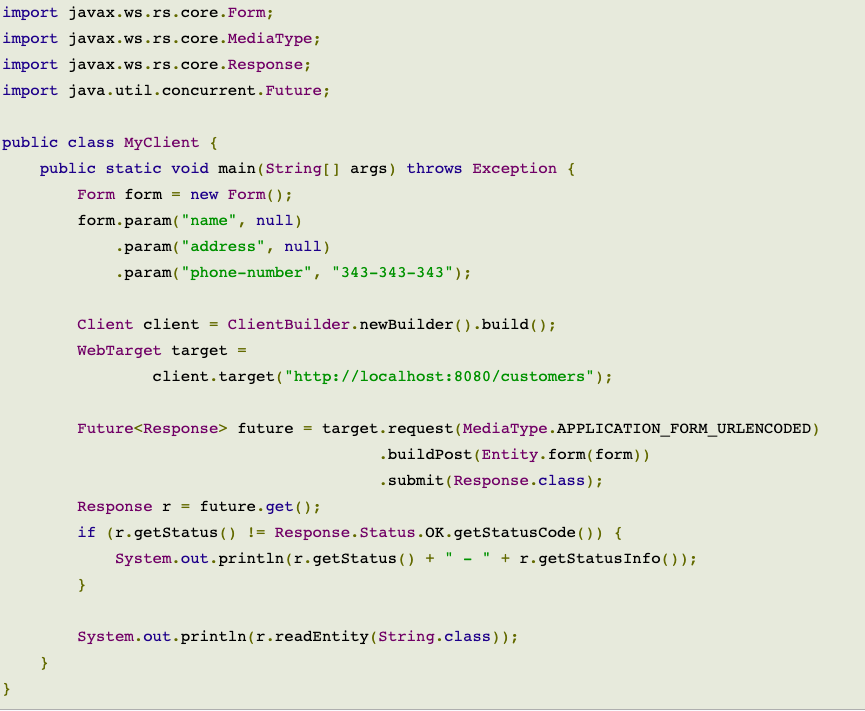 import javax.ws.rs.core.Form;
import javax.ws.rs.core.MediaType;
import javax.ws.rs.core.Response;
import java.util.concurrent.Future;

public class MyClient {
    public static void main(String[] args) throws Exception {
        Form form = new Form();
        form.param("name", null)
            .param("address", null)
            .param("phone-number", "343-343-343");

        Client client = ClientBuilder.newBuilder().build();
        WebTarget target =
                client.target("http://localhost:8080/customers");

        Future<Response> future = target.request(MediaType.APPLICATION_FORM_URLENCODED)
                                        .buildPost(Entity.form(form))
                                        .submit(Response.class);
        Response r = future.get();
        if (r.getStatus() != Response.Status.OK.getStatusCode()) {
            System.out.println(r.getStatus() + " - " + r.getStatusInfo());
        }

        System.out.println(r.readEntity(String.class));
    }
}